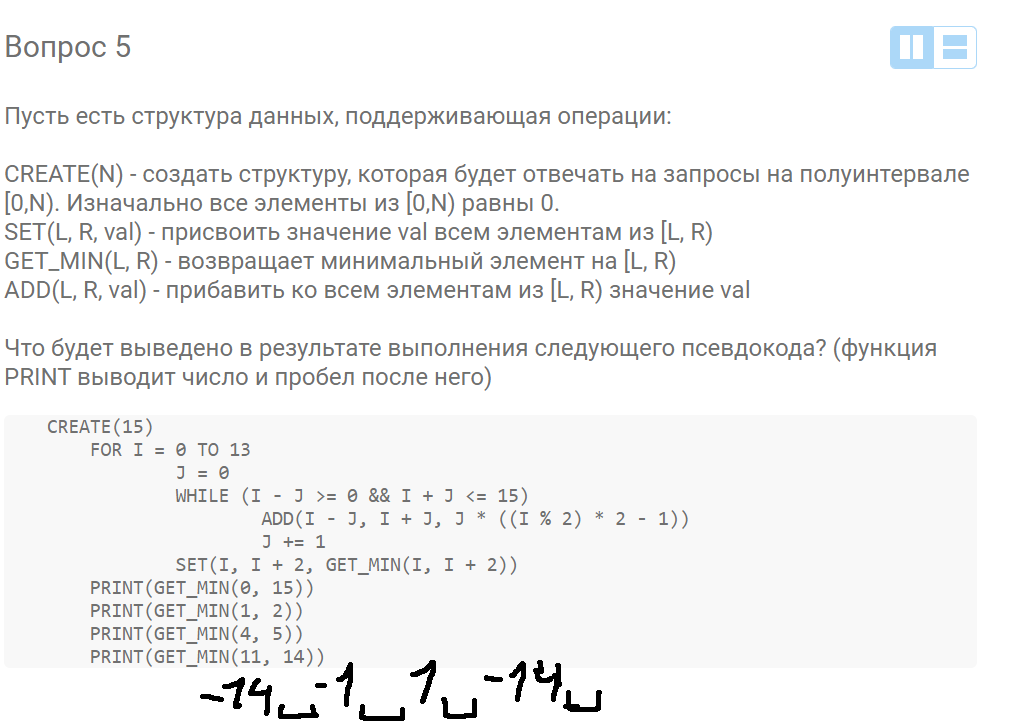 Вопрос 5
Пусть есть структура данных, поддерживающая операции:
CREATE(N) - создать структуру, которая будет отвечать на запросы на полуинтервале
[0,N). Изначально все элементы из [0,N) равны 0.
SET(L, R, val) - присвоить значение val всем элементам из [L, R)
GET_MIN(L, R) - возвращает минимальный элемент на [L, R)
ADD(L, R, val) - прибавить ко всем элементам из [L, R) значение val
Что будет выведено в результате выполнения следующего псевдокода? (функция
PRINT выводит число и пробел после него)
CREATE(15)
FOR I = 0 TO 13
J = 0
WHILE (I - J >= 0 && I + J <= 15)
ADD(I - J, I + J, J * ((I % 2) * 2 - 1))
J += 1
SET(I, I + 2, GET_MIN(I, I + 2))
PRINT(GET_MIN(0, 15))
PRINT(GET_MIN(1, 2))
PRINT(GET_MIN(4, 5))
PRINT(GET_MIN(11, 14))
-14␣-1␣1␣-14␣